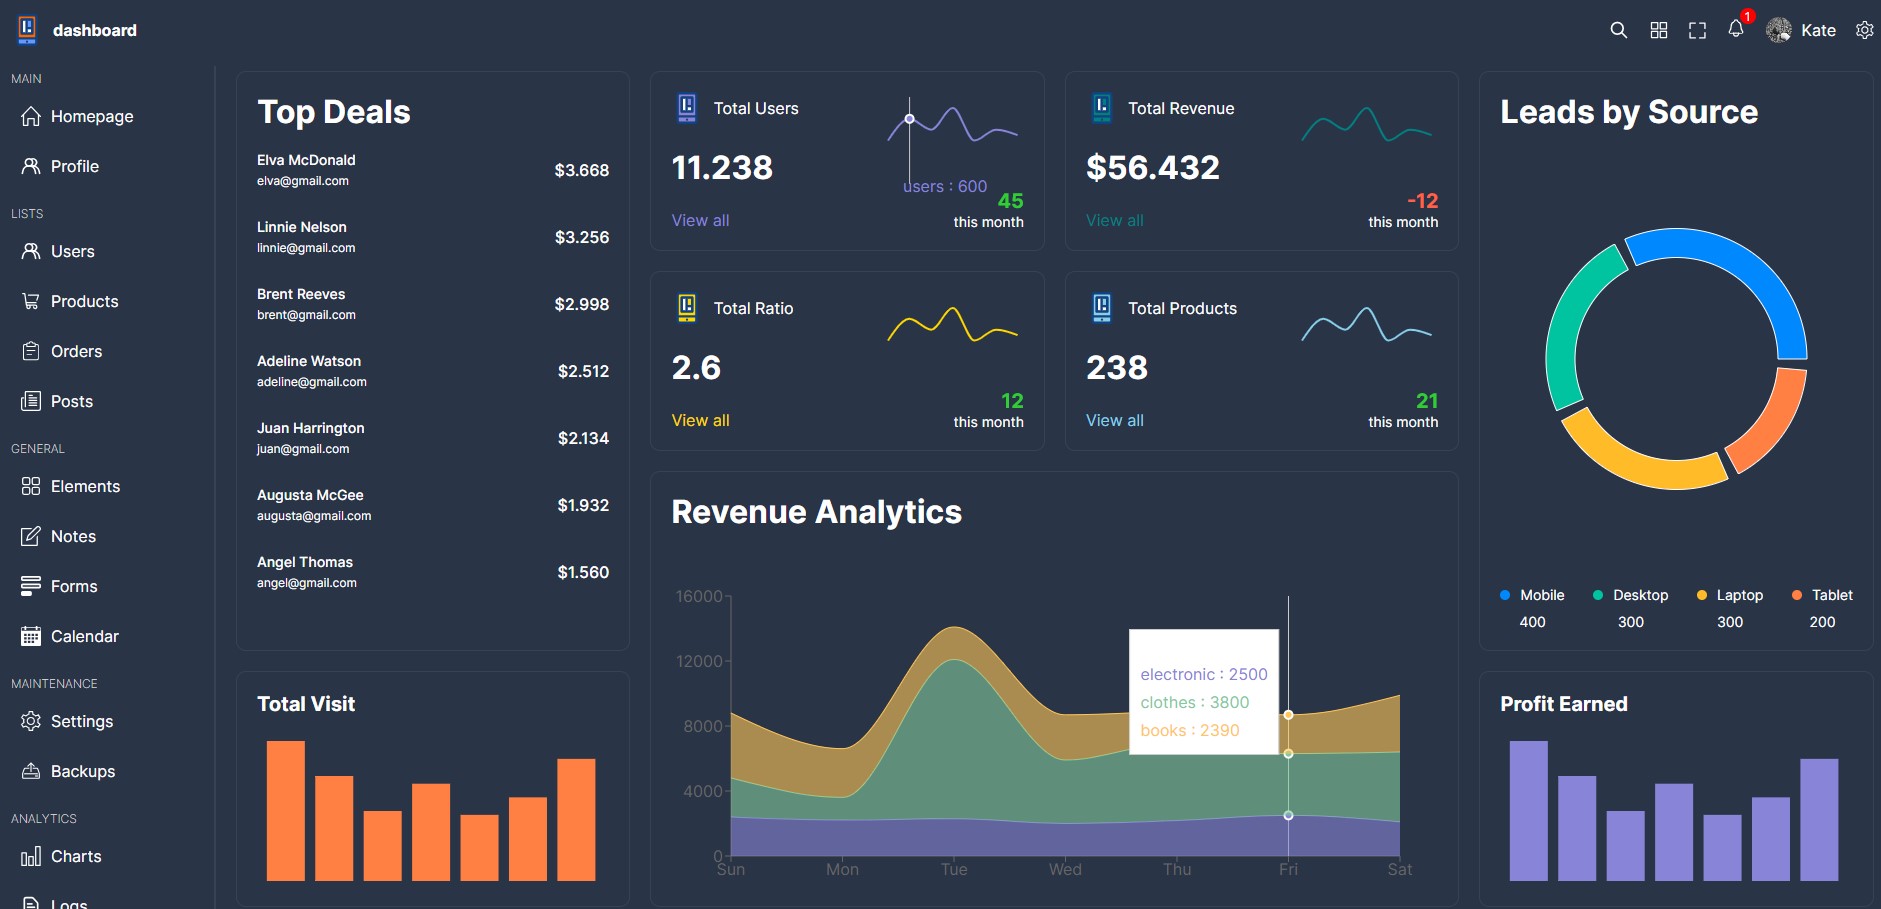 dashboard
1
Kate
MAIN
Homepage
Profile
LISTS
Users
Products
Orders
Posts
GENERAL
Elements
Notes
Forms
Calendar
MAINTENANCE
Settings
Backups
ANALYTICS
Charts
Logs
Top Deals
Elva McDonald
elva@gmail.com
$3.668
Linnie Nelson
linnie@gmail.com
$3.256
Brent Reeves
brent@gmail.com
$2.998
Adeline Watson
adeline@gmail.com
$2.512
Juan Harrington
juan@gmail.com
$2.134
Augusta McGee
augusta@gmail.com
$1.932
Angel Thomas
angel@gmail.com
$1.560
Total Visit
Total Users
11.238
users : 600
View all
45
this month
Total Revenue
$56.432
View all
-12
this month
Total Ratio
2.6
View all
12
this month
Total Products
238
View all
21
this month
Revenue Analytics
16000
12000
8000
4000
0
electronic : 2500
clothes : 3800
books : 2390
Sun Mon Tue Wed Thu Fri Sat
Leads by Source
Mobile Desktop Laptop Tablet
400 300 300 200
Profit Earned